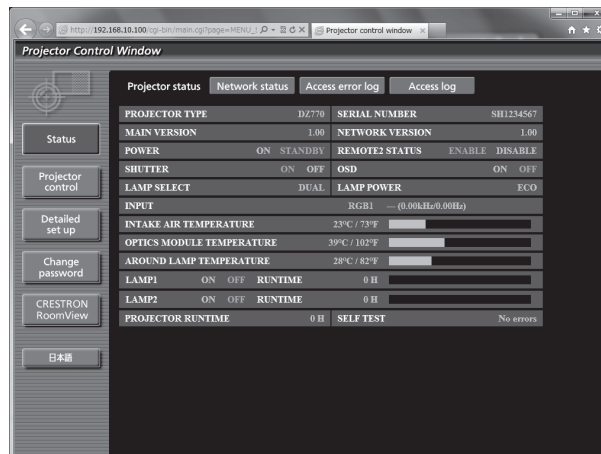 http://192.168.10.100/cgi-bin/main.cgi?page=MENU_
Projector control window
Projector Control Window
Projector status Network status Access error log Access log
Status
Projector control
Detailed set up
Change password
CRESTRON RoomView
日本語
PROJECTOR TYPE DZ770 SERIAL NUMBER SH1234567
MAIN VERSION 1.00 NETWORK VERSION 1.00
POWER ON STANDBY REMOTE2 STATUS ENABLE DISABLE
SHUTTER ON OFF OSD ON OFF
LAMP SELECT DUAL LAMP POWER ECO
INPUT RGB1 — (0.00kHz/0.00Hz)
INTAKE AIR TEMPERATURE 23°C / 73°F
OPTICS MODULE TEMPERATURE 39°C / 102°F
AROUND LAMP TEMPERATURE 28°C / 82°F
LAMP1 ON OFF RUNTIME 0 H
LAMP2 ON OFF RUNTIME 0 H
PROJECTOR RUNTIME 0 H SELF TEST No errors